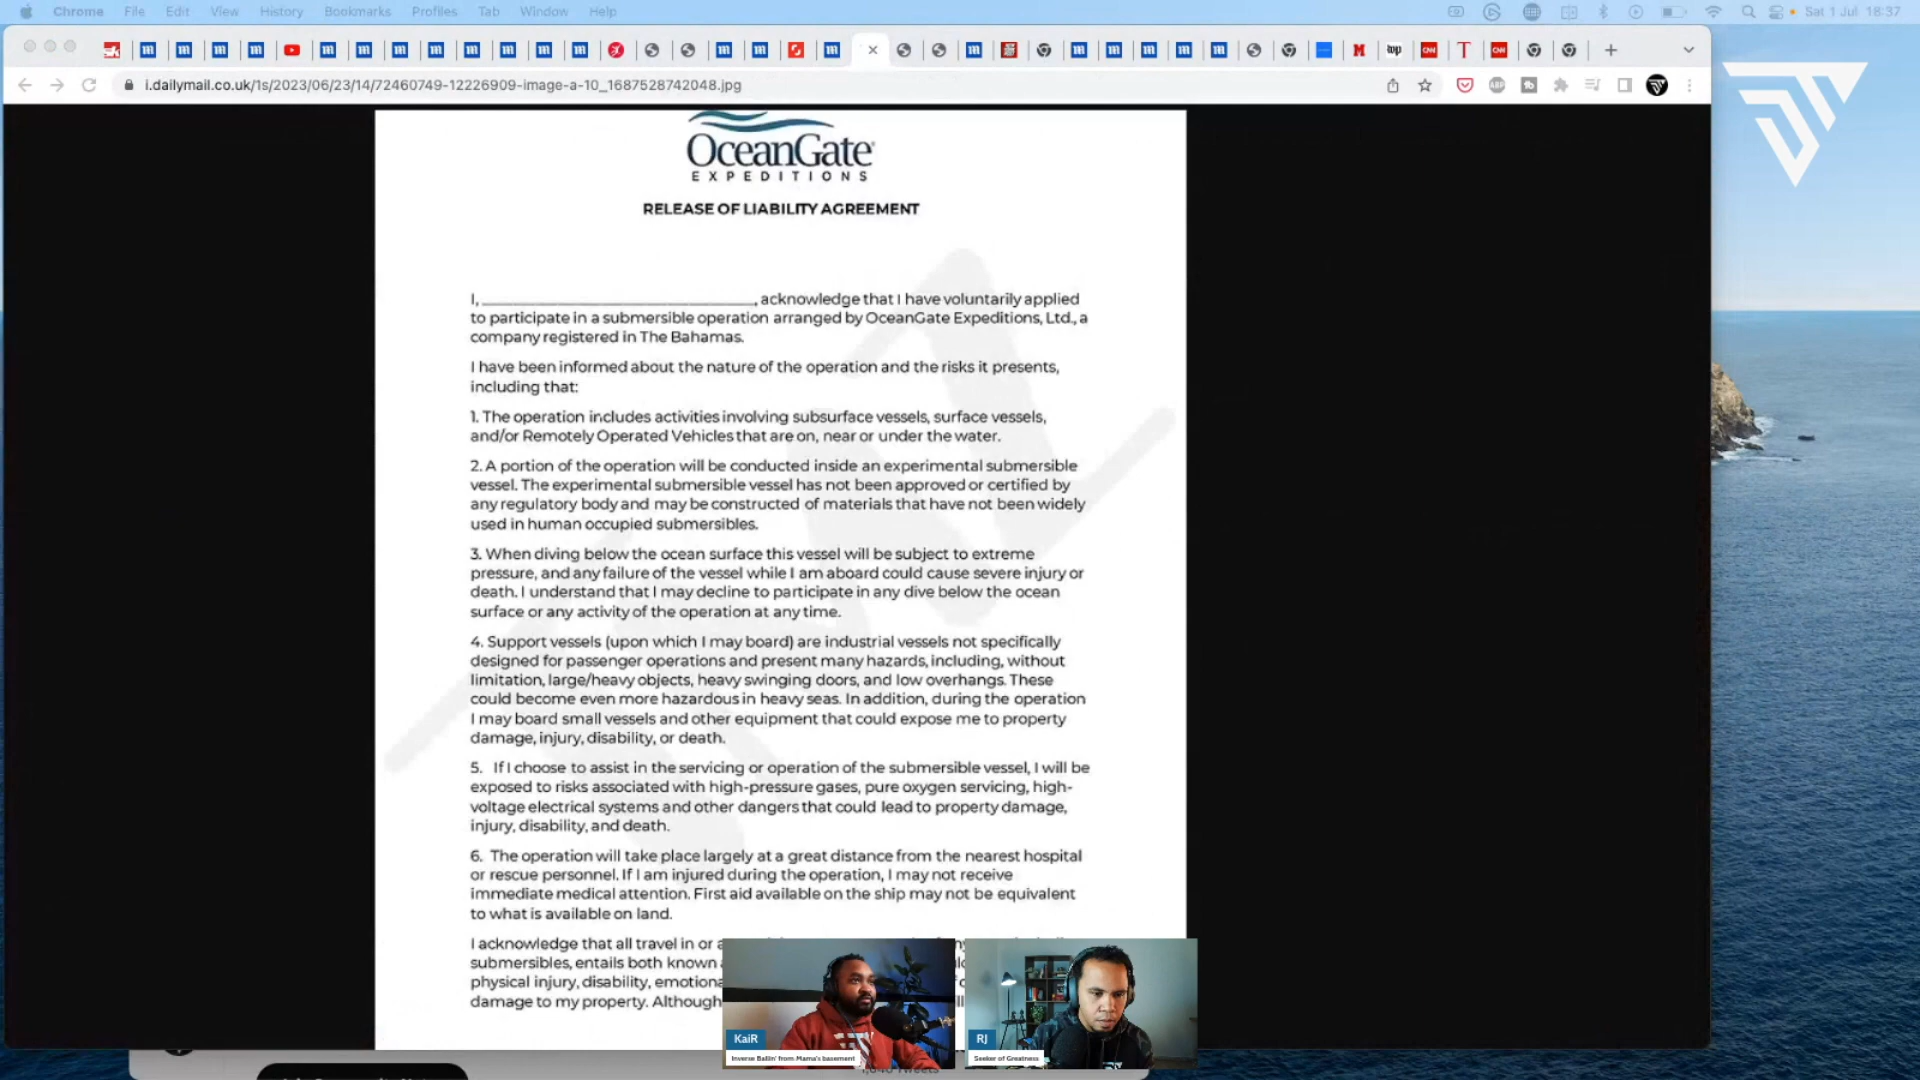 Chrome File Edit View History Bookmarks Profiles Tab Window Help Sat 1 Jul 18:37
i.dailymail.co.uk/1s/2023/06/23/14/72460749-12226909-image-a-10_1687528742048.jpg
OceanGate
EXPEDITIONS
RELEASE OF LIABILITY AGREEMENT
I, ______________________________, acknowledge that I have voluntarily applied
to participate in a submersible operation arranged by OceanGate Expeditions, Ltd., a
company registered in The Bahamas.
I have been informed about the nature of the operation and the risks it presents,
including that:
1. The operation includes activities involving subsurface vessels, surface vessels,
and/or Remotely Operated Vehicles that are on, near or under the water.
2. A portion of the operation will be conducted inside an experimental submersible
vessel. The experimental submersible vessel has not been approved or certified by
any regulatory body and may be constructed of materials that have not been widely
used in human occupied submersibles.
3. When diving below the ocean surface this vessel will be subject to extreme
pressure, and any failure of the vessel while I am aboard could cause severe injury or
death. I understand that I may decline to participate in any dive below the ocean
surface or any activity of the operation at any time.
4. Support vessels (upon which I may board) are industrial vessels not specifically
designed for passenger operations and present many hazards, including, without
limitation, large/heavy objects, heavy swinging doors, and low overhangs. These
could become even more hazardous in heavy seas. In addition, during the operation
I may board small vessels and other equipment that could expose me to property
damage, injury, disability, or death.
5. If I choose to assist in the servicing or operation of the submersible vessel, I will be
exposed to risks associated with high-pressure gases, pure oxygen servicing, high-
voltage electrical systems and other dangers that could lead to property damage,
injury, disability, and death.
6. The operation will take place largely at a great distance from the nearest hospital
or rescue personnel. If I am injured during the operation, I may not receive
immediate medical attention. First aid available on the ship may not be equivalent
to what is available on land.
I acknowledge that all travel in or a
submersibles, entails both known
physical injury, disability, emotiona
damage to my property. Although
KaiR
Inverse Ballin' from Mama's basement
RJ
Seeker of Greatness
Tweets